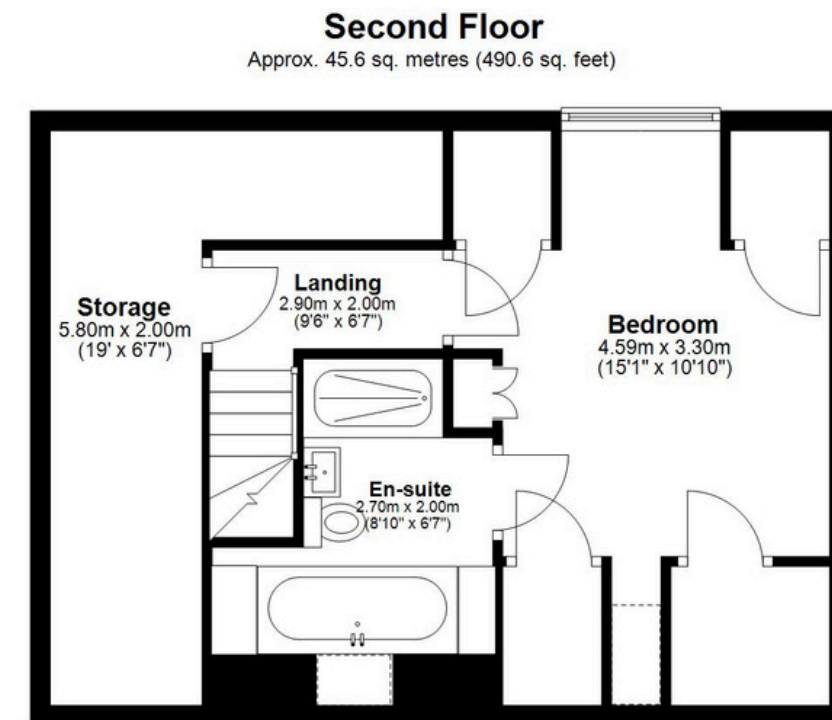 Second Floor
Approx. 45.6 sq. metres (490.6 sq. feet)
Landing
2.90m x 2.00m
(9'6" x 6'7")
Storage
5.80m x 2.00m
(19' x 6'7")
Bedroom
4.59m x 3.30m
(15'1" x 10'10")
En-suite
2.70m x 2.00m
(8'10" x 6'7")